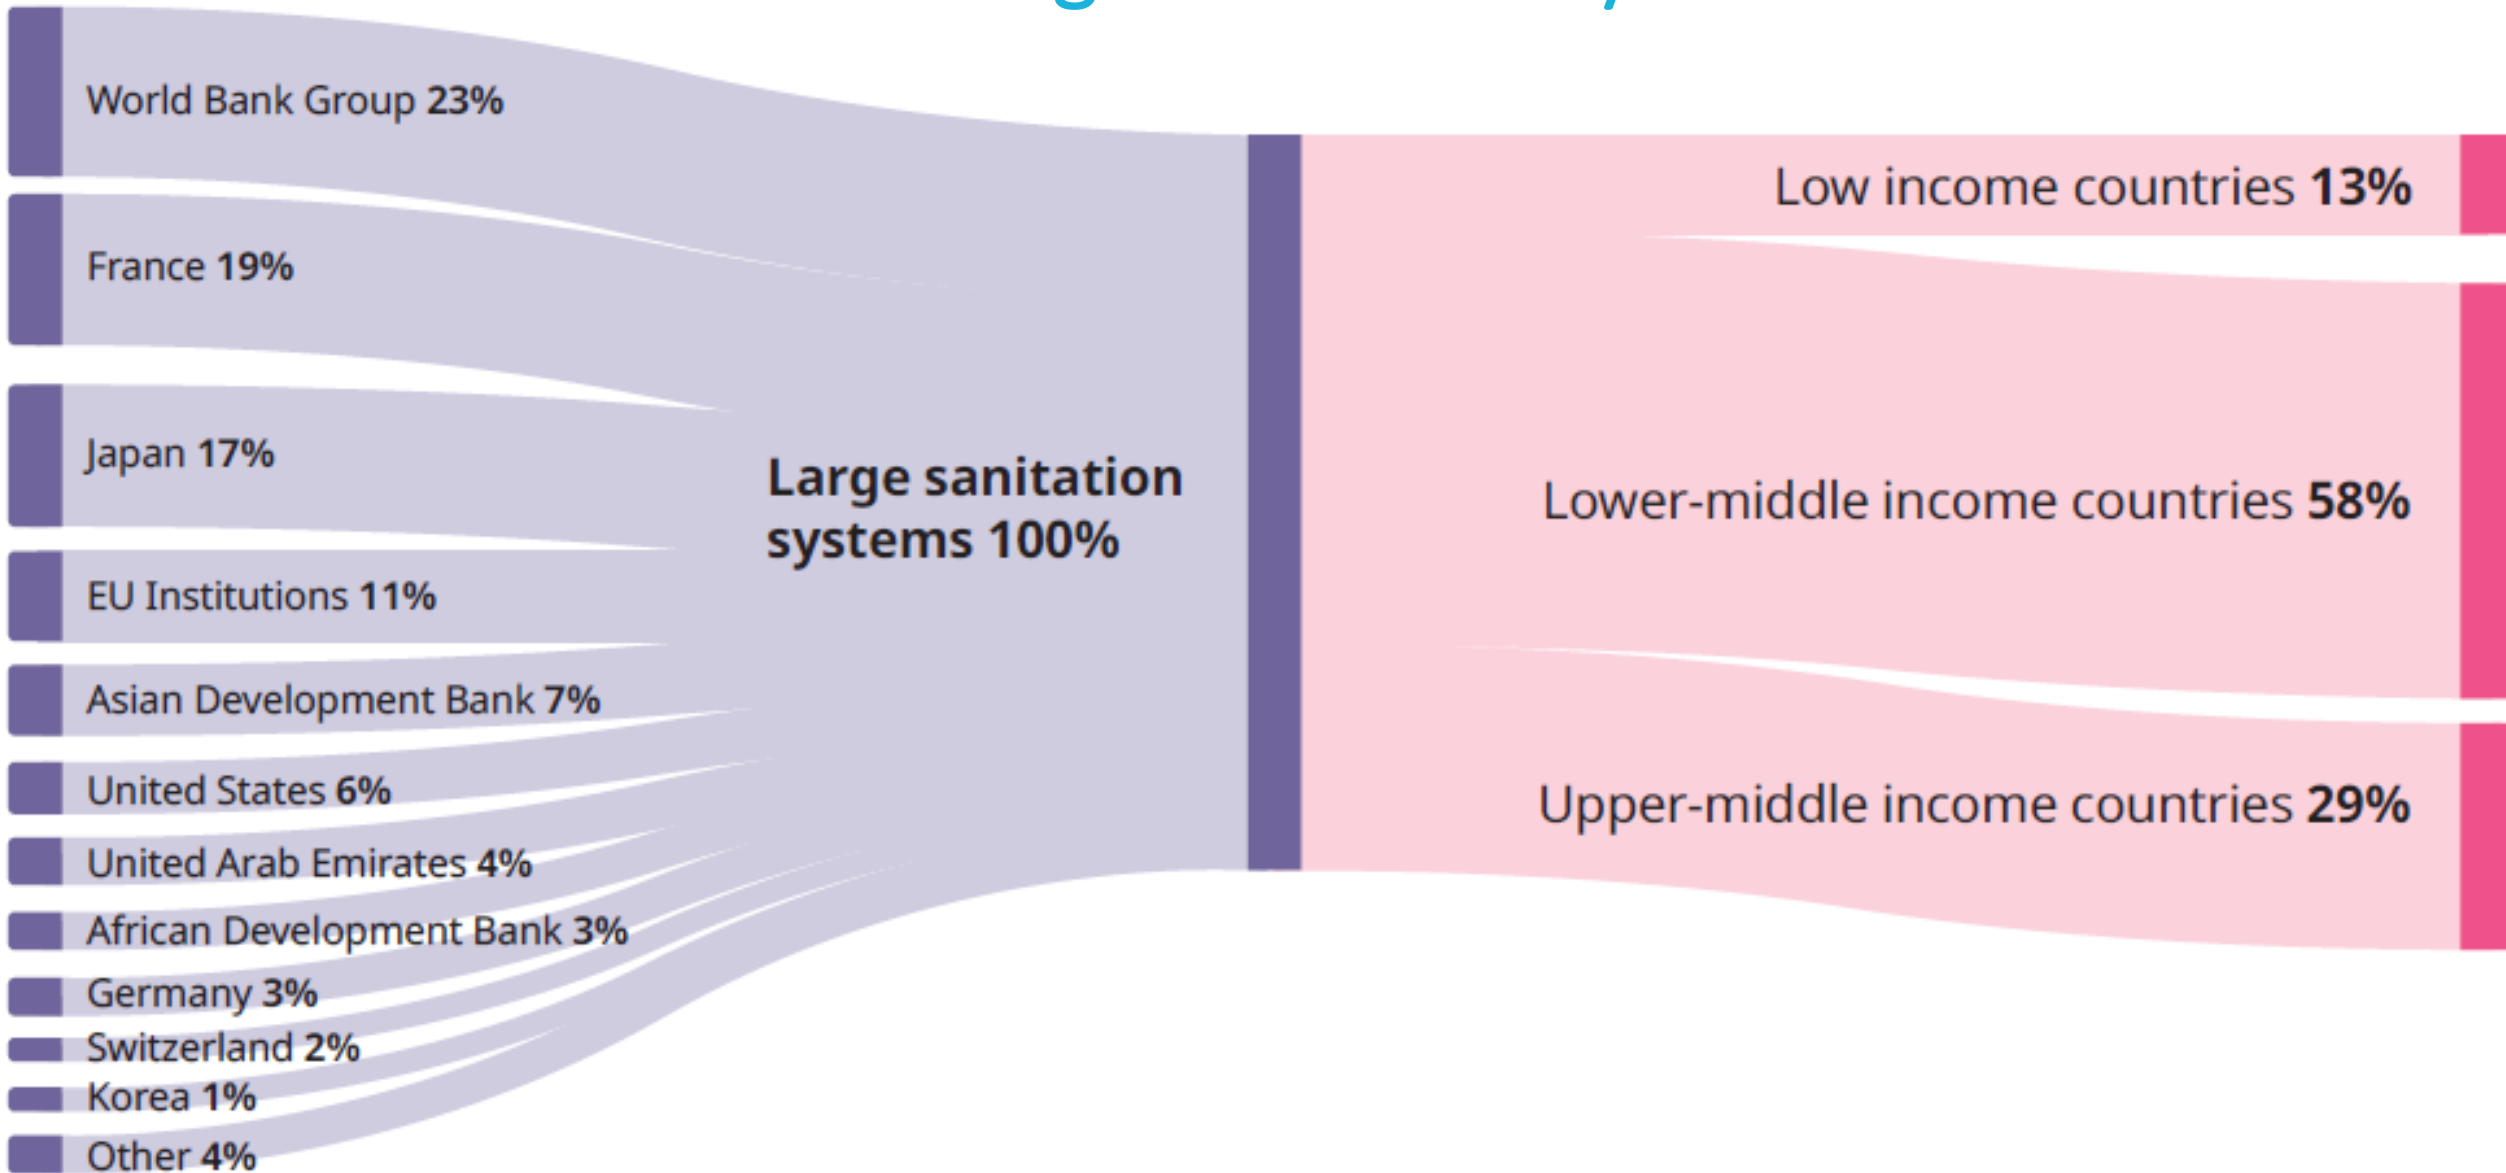 World Bank Group 23%
France 19%
Japan 17%
EU Institutions 11%
Asian Development Bank 7%
United States 6%
United Arab Emirates 4%
African Development Bank 3%
Germany 3%
Switzerland 2%
Korea 1%
Other 4%
Large sanitation
systems 100%
Low income countries 13%
Lower-middle income countries 58%
Upper-middle income countries 29%